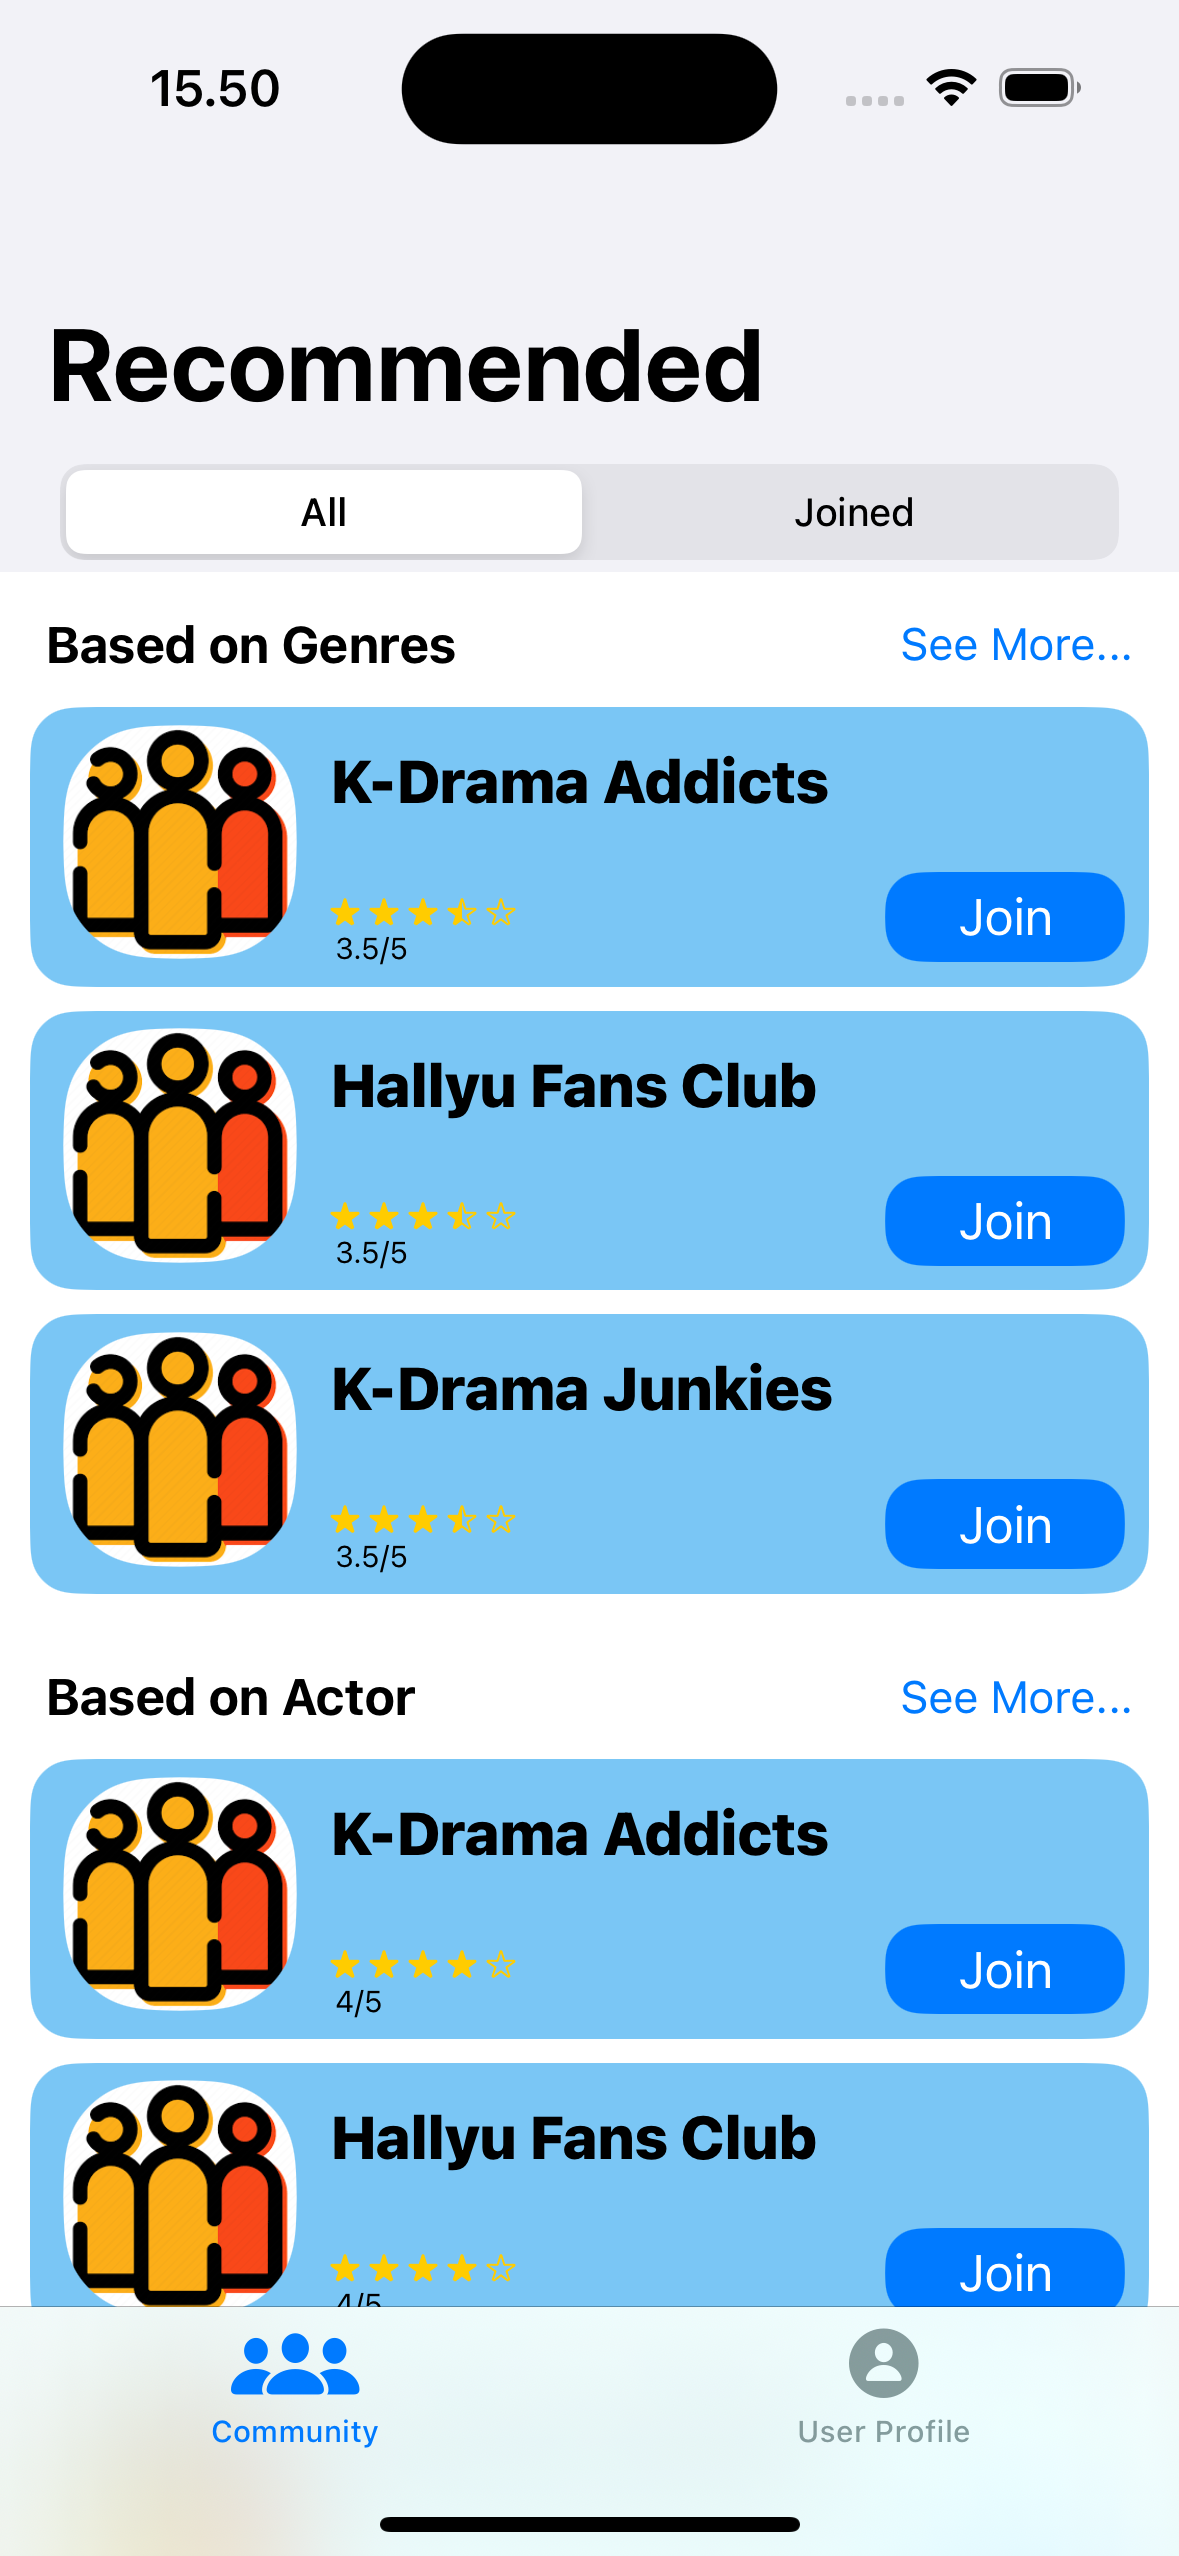 15.50
Recommended
All
Joined
Based on Genres
See More...
K-Drama Addicts
3.5/5
Join
Hallyu Fans Club
3.5/5
Join
K-Drama Junkies
3.5/5
Join
Based on Actor
See More...
K-Drama Addicts
4/5
Join
Hallyu Fans Club
4/5
Join
Community
User Profile